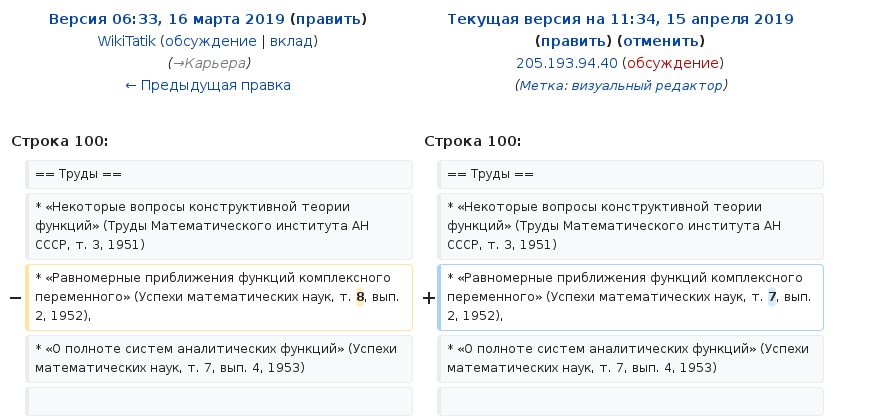 Версия 06:33, 16 марта 2019 (править)
WikiTatik (обсуждение | вклад)
(→Карьера)
← Предыдущая правка
Текущая версия на 11:34, 15 апреля 2019
(править) (отменить)
205.193.94.40 (обсуждение)
(Метка: визуальный редактор)
Строка 100:
Строка 100:
== Труды ==
== Труды ==
* «Некоторые вопросы конструктивной теории
функций» (Труды Математического института АН
СССР, т. 3, 1951)
* «Некоторые вопросы конструктивной теории
функций» (Труды Математического института АН
СССР, т. 3, 1951)
− * «Равномерные приближения функций комплексного
переменного» (Успехи математических наук, т. 8, вып.
2, 1952),
+ * «Равномерные приближения функций комплексного
переменного» (Успехи математических наук, т. 7, вып.
2, 1952),
* «О полноте систем аналитических функций» (Успехи
математических наук, т. 7, вып. 4, 1953)
* «О полноте систем аналитических функций» (Успехи
математических наук, т. 7, вып. 4, 1953)